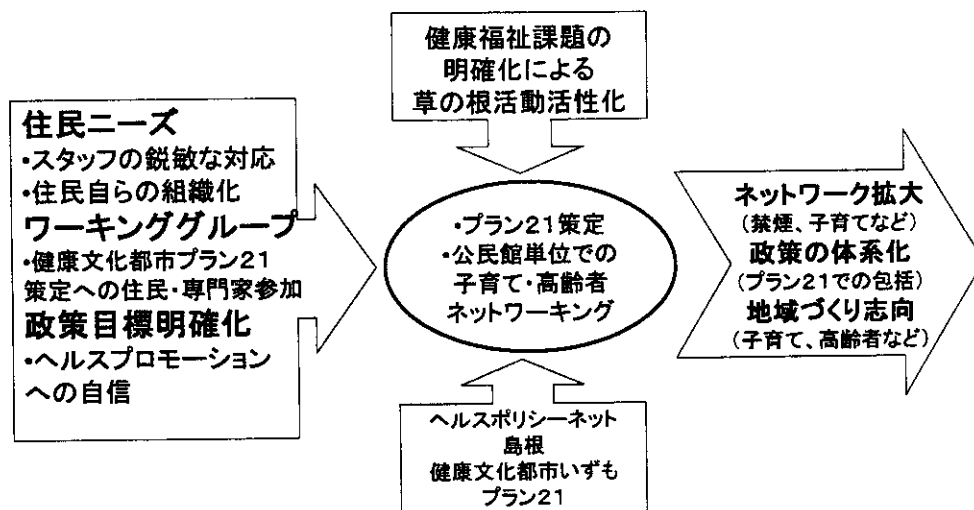 健康福祉課題の
明確化による
草の根活動活性化
住民ニーズ
・スタッフの鋭敏な対応
・住民自らの組織化
ワーキンググループ
・健康文化都市プラン21
策定への住民・専門家参加
政策目標明確化
・ヘルスプロモーション
への自信
・プラン21策定
・公民館単位での
子育て・高齢者
ネットワーキング
ネットワーク拡大
(禁煙、子育てなど)
政策の体系化
(プラン21での包括)
地域づくり志向
(子育て、高齢者など)
ヘルスポリシーネット
島根
健康文化都市いずも
プラン21